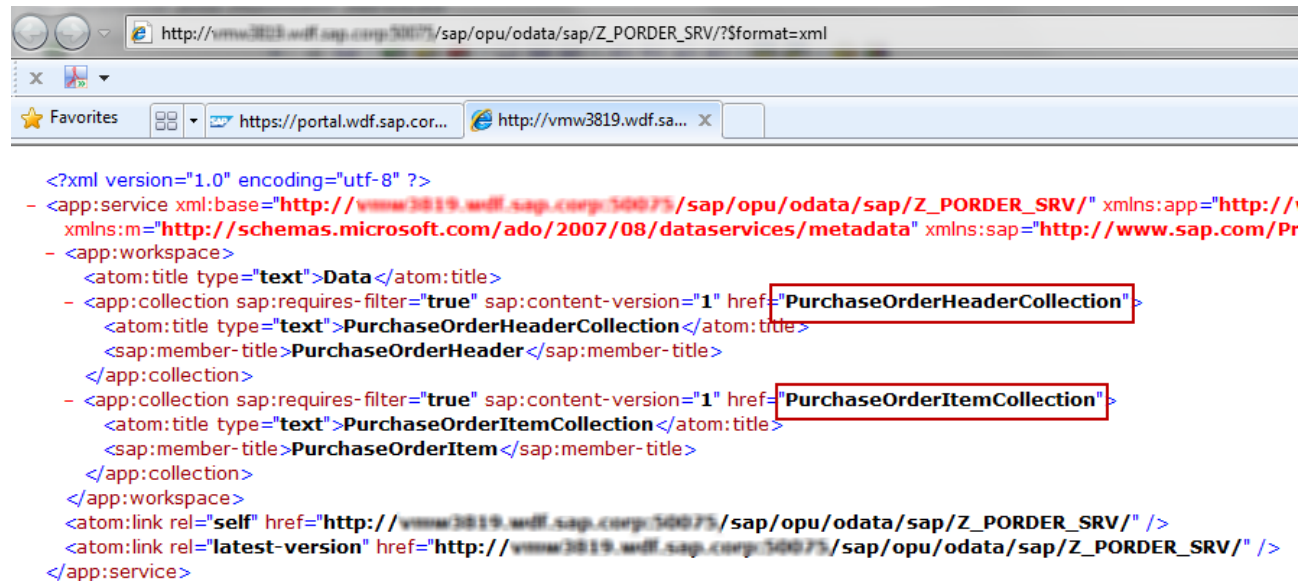 http:// /sap/opu/odata/sap/Z_PORDER_SRV/?$format=xml
x
Favorites https://portal.wdf.sap.cor... http://vmw3819.wdf.sa... X
<?xml version="1.0" encoding="utf-8" ?>
- <app:service xml:base="http:// /sap/opu/odata/sap/Z_PORDER_SRV/" xmlns:app="http://
xmlns:m="http://schemas.microsoft.com/ado/2007/08/dataservices/metadata" xmlns:sap="http://www.sap.com/Pr
- <app:workspace>
<atom:title type="text">Data</atom:title>
- <app:collection sap:requires-filter="true" sap:content-version="1" href="PurchaseOrderHeaderCollection">
<atom:title type="text">PurchaseOrderHeaderCollection</atom:title>
<sap:member-title>PurchaseOrderHeader</sap:member-title>
</app:collection>
- <app:collection sap:requires-filter="true" sap:content-version="1" href="PurchaseOrderItemCollection">
<atom:title type="text">PurchaseOrderItemCollection</atom:title>
<sap:member-title>PurchaseOrderItem</sap:member-title>
</app:collection>
</app:workspace>
<atom:link rel="self" href="http:// /sap/opu/odata/sap/Z_PORDER_SRV/" />
<atom:link rel="latest-version" href="http:// /sap/opu/odata/sap/Z_PORDER_SRV/" />
</app:service>